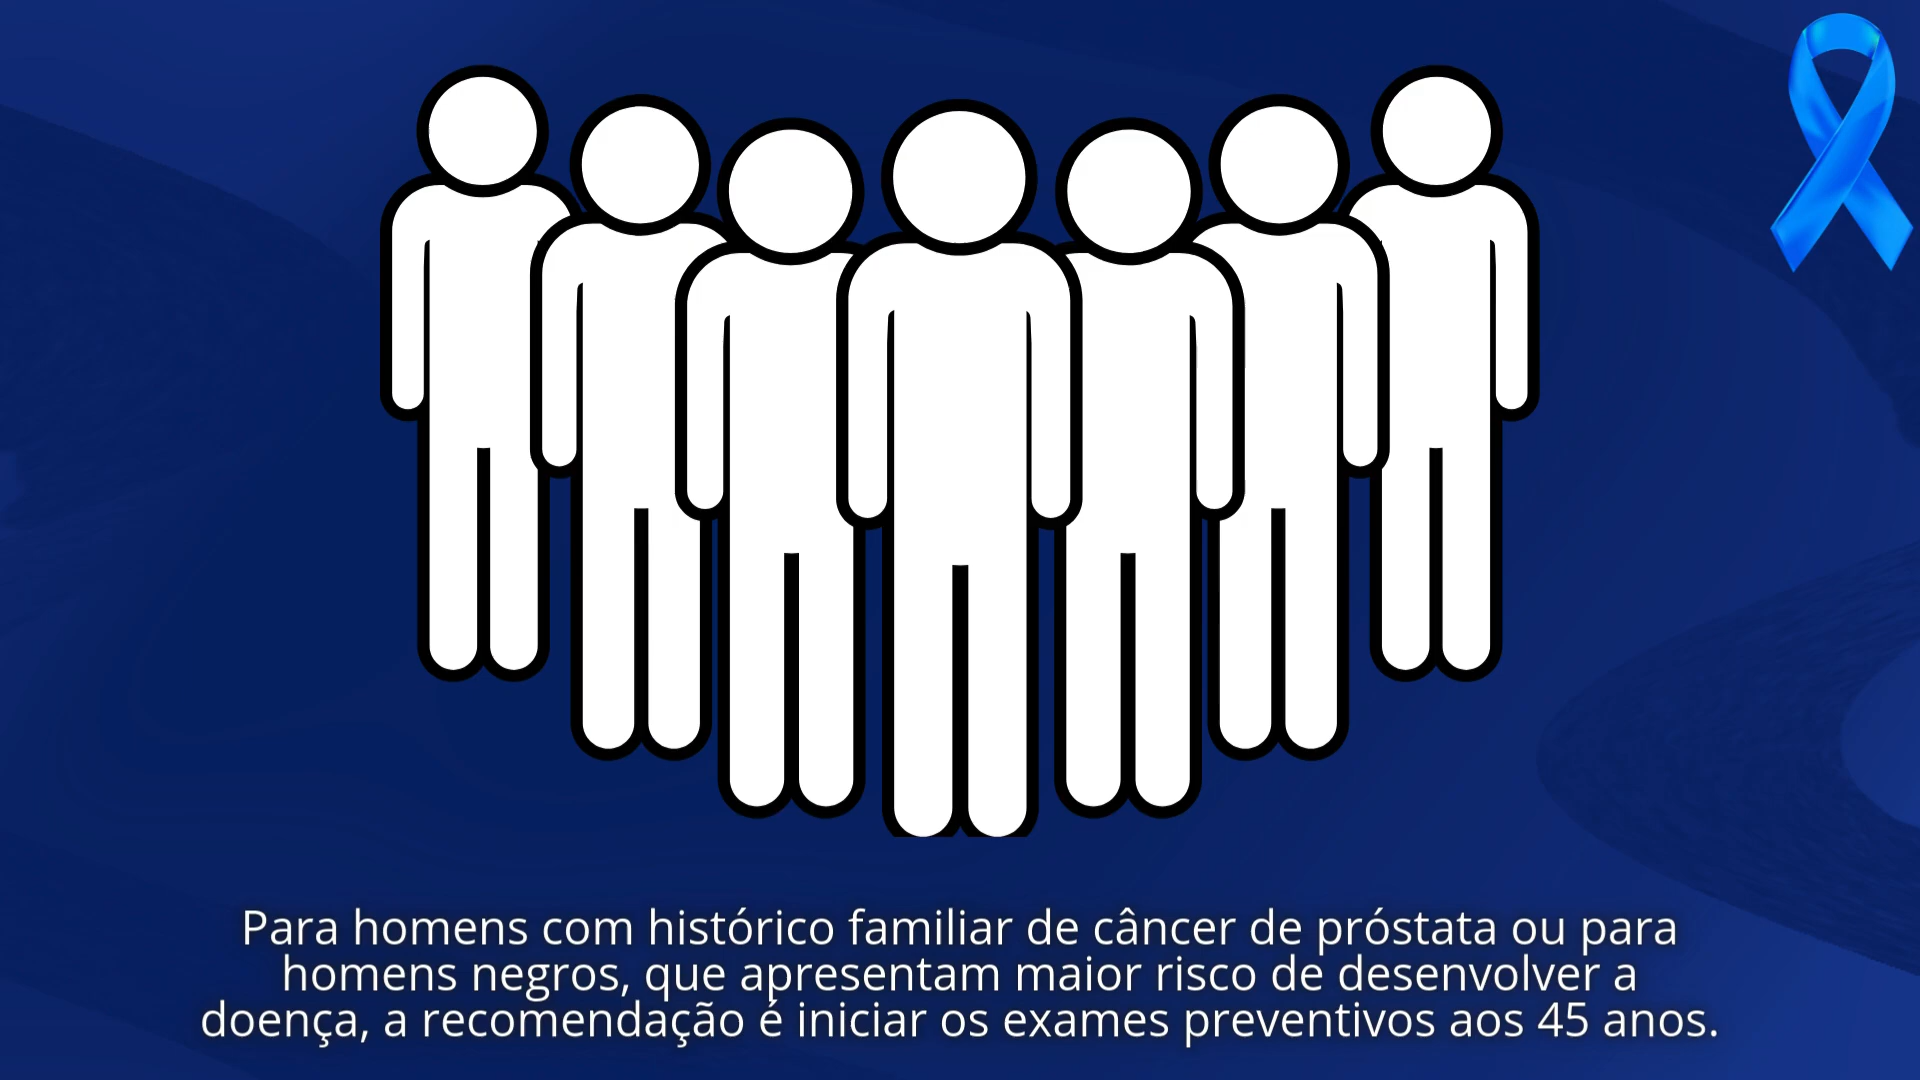 Para homens com histórico familiar de câncer de próstata ou para
homens negros, que apresentam maior risco de desenvolver a
doença, a recomendação é iniciar os exames preventivos aos 45 anos.